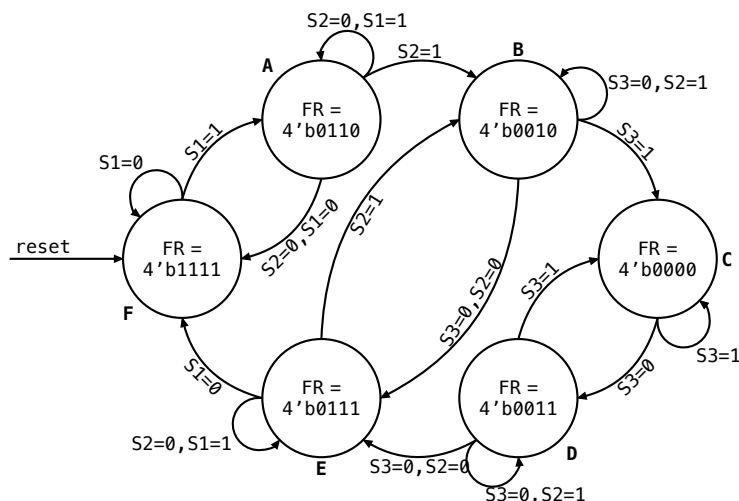 S2=0,S1=1
A
S2=1
B
FR =
4'b0110
FR =
4'b0010
S3=0,S2=1
S1=1
S3=1
S1=0
S2=1
S2=0,S1=0
reset
FR =
4'b1111
F
S3=0,S2=0
S3=1
FR =
4'b0000
C
S1=0
FR =
4'b0111
FR =
4'b0011
S3=0
S3=1
S2=0,S1=1
E
S3=0,S2=0
D
S3=0,S2=1